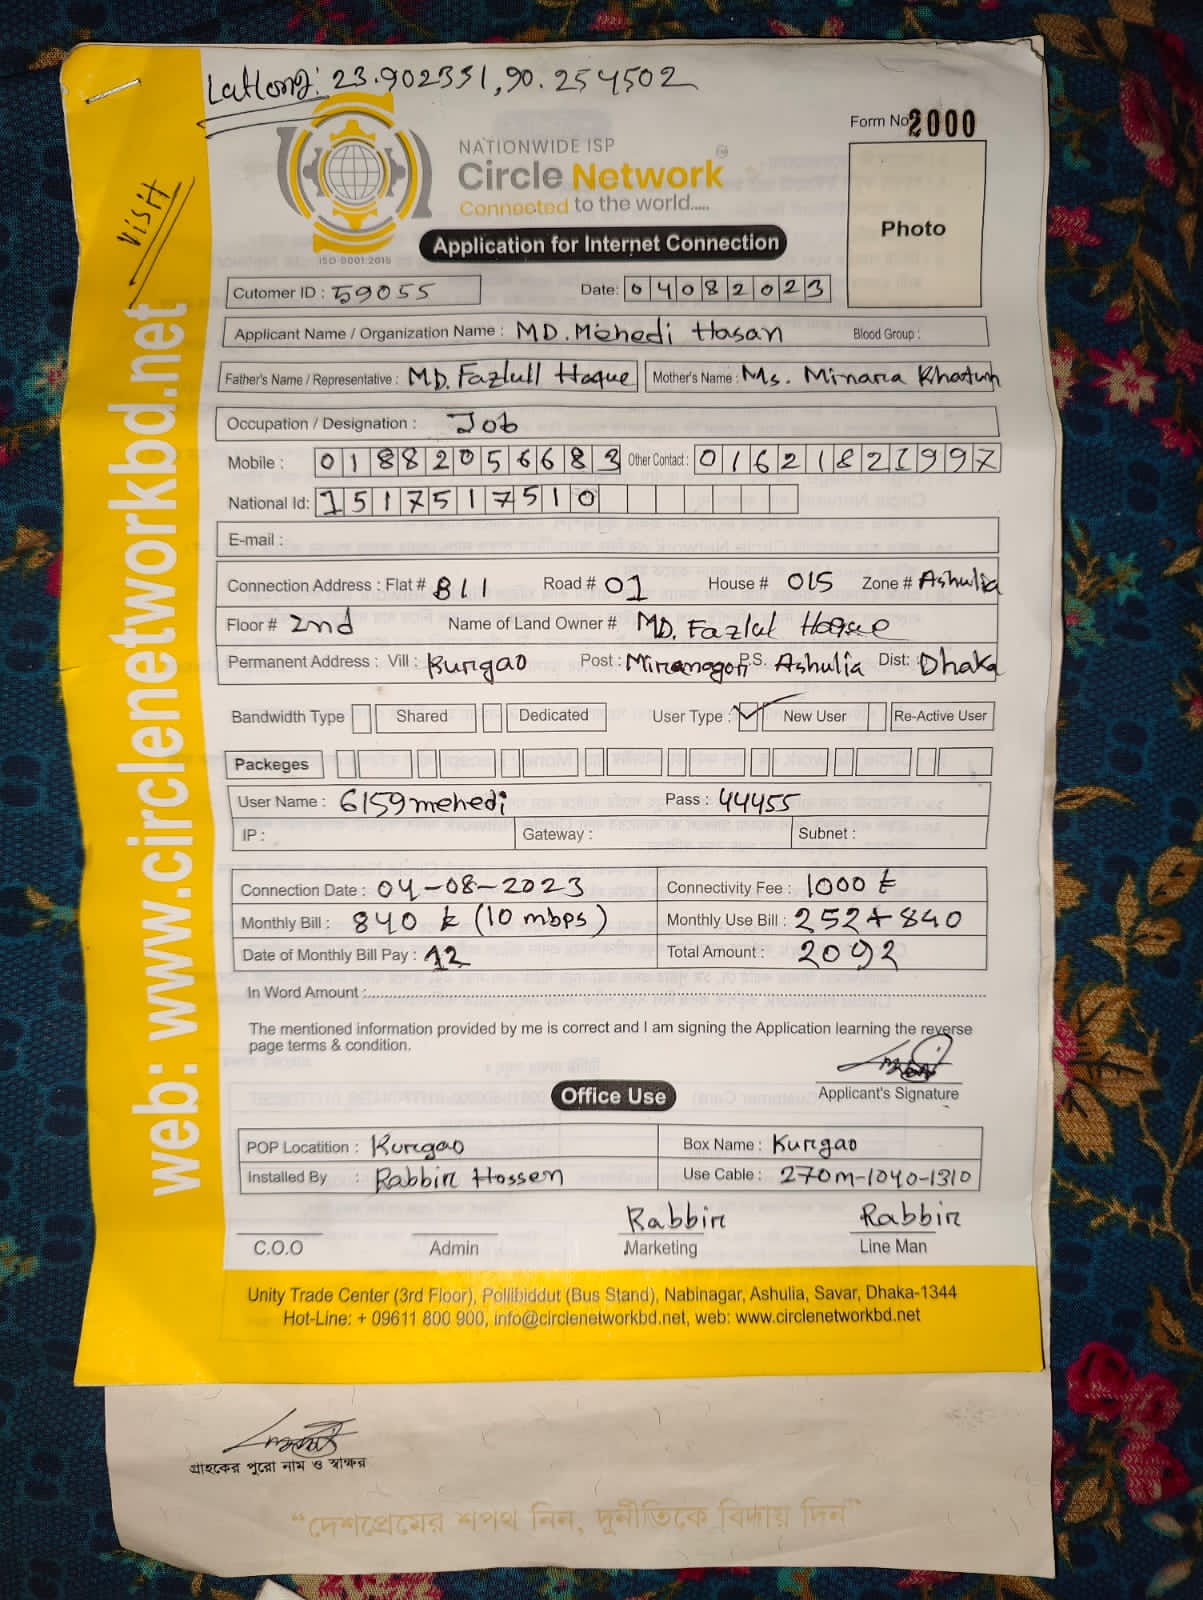 Latlong: 23.902351,90.254502
Form No 2000
NATIONWIDE ISP
Circle Network
Connected to the world.....
ISO 9001:2015
Photo
Application for Internet Connection
Visit
web: www.circlenetworkbd.net
Cutomer ID : 59055 Date: 04082023
Applicant Name / Organization Name : MD. Mehedi Hasan Blood Group :
Father's Name / Representative : MD. Fazlull Haque Mother's Name : Ms. Minara Khatun
Occupation / Designation : Job
Mobile : 01882056683 Other Contact : 01621821997
National Id: 1517517510
E-mail :
Connection Address : Flat # B11 Road # 01 House # 015 Zone # Ashulia
Floor # 2nd Name of Land Owner # MD. Fazlul Haque
Permanent Address : Vill : Kurgao Post : P.S. Ashulia Dist: Dhaka
Bandwidth Type Shared Dedicated User Type : ✓ New User Re-Active User
Packeges
User Name : 6159mehedi Pass : 44455
IP : Gateway : Subnet :
Connection Date : 04-08-2023 Connectivity Fee : 1000 ৳
Monthly Bill : 840 ৳ (10 mbps) Monthly Use Bill : 252+840
Date of Monthly Bill Pay : 12 Total Amount : 2092
In Word Amount :
The mentioned information provided by me is correct and I am signing the Application learning the reverse
page terms & condition.
Applicant's Signature
Office Use
POP Locatition : Kurgao Box Name : Kurgao
Installed By : Rabbir Hossen Use Cable : 270m-1040-1310
Rabbir Rabbir
C.O.O Admin Marketing Line Man
Unity Trade Center (3rd Floor), Pollibiddut (Bus Stand), Nabinagar, Ashulia, Savar, Dhaka-1344
Hot-Line: + 09611 800 900, info@circlenetworkbd.net, web: www.circlenetworkbd.net
গ্রাহকের পুরো নাম ও স্বাক্ষর
“দেশপ্রেমের শপথ নিন, দুর্নীতিকে বিদায় দিন”